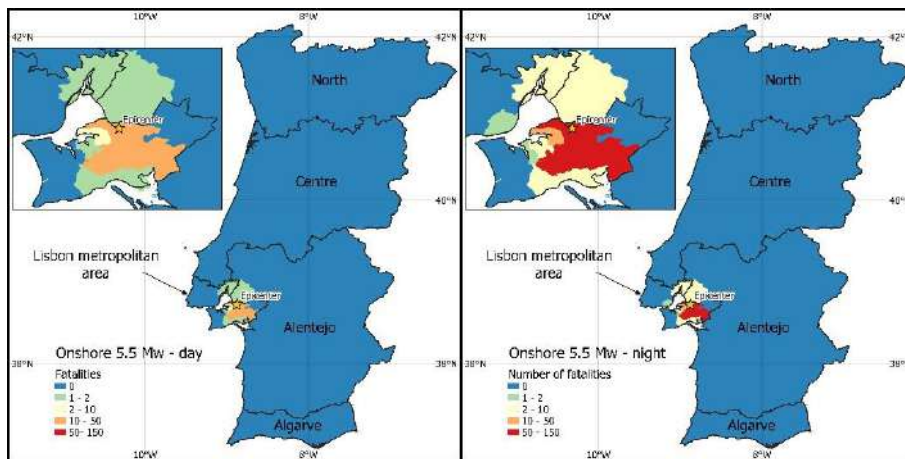 10°W
8°W
42°N
Epicenter
North
Centre
40°N
Lisbon metropolitan
area
Epicenter
Alentejo
38°N
Onshore 5.5 Mw - day
Fatalities
0
1 - 2
2 - 10
10 - 50
50- 150
Algarve
10°W
8°W
10°W
8°W
42°N
Epicenter
North
Centre
40°N
Lisbon metropolitan
area
Epicenter
Alentejo
38°N
Onshore 5.5 Mw - night
Number of fatalities
0
1 - 2
2 - 10
10 - 50
50- 150
Algarve
10°W
8°W